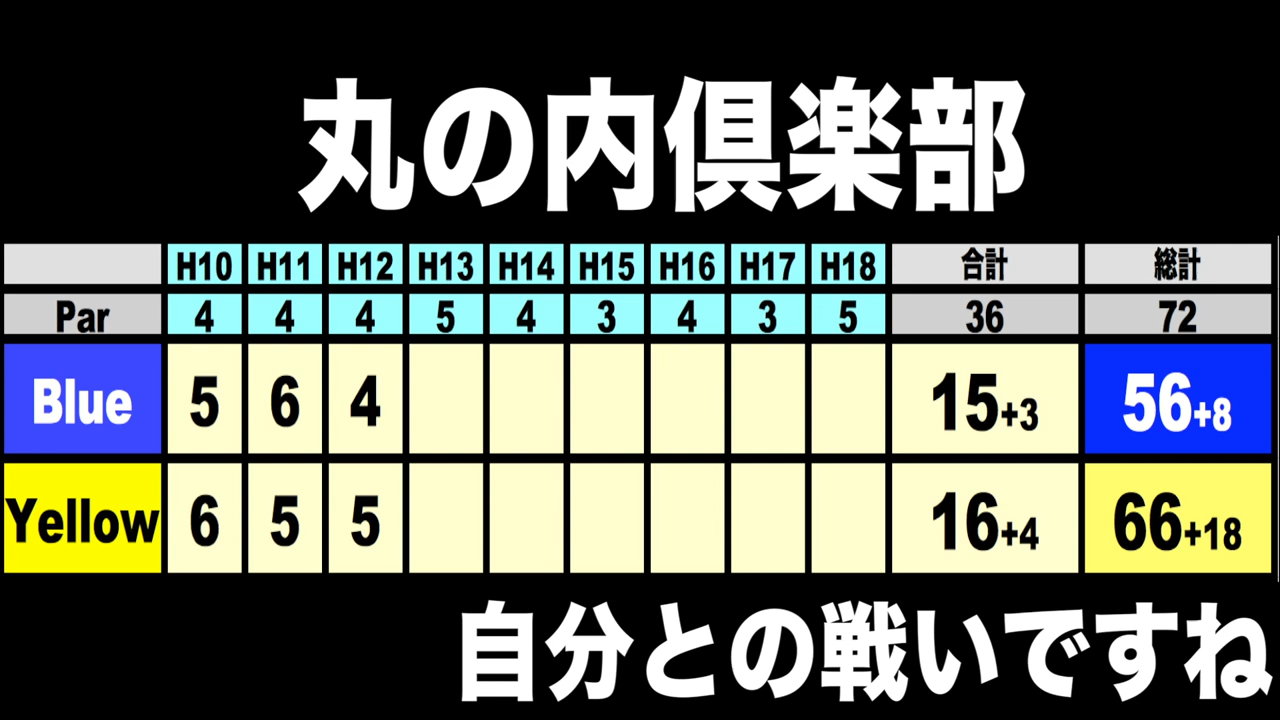 丸の内倶楽部
H10 H11 H12 H13 H14 H15 H16 H17 H18 合計 総計
Par 4 4 4 5 4 3 4 3 5 36 72
Blue 5 6 4 15+3 56+8
Yellow 6 5 5 16+4 66+18
自分との戦いですね